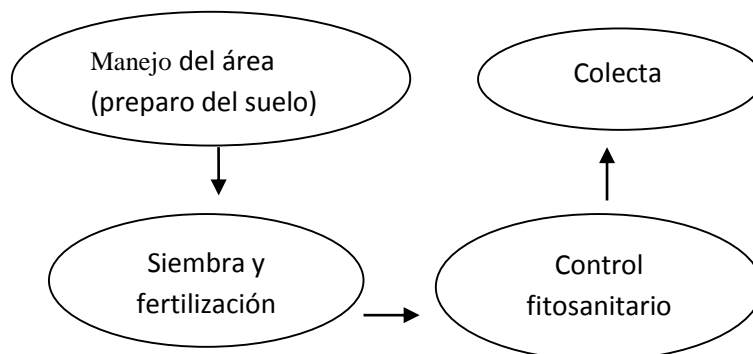 Manejo del área
(preparo del suelo)
Siembra y
fertilización
Control
fitosanitario
Colecta